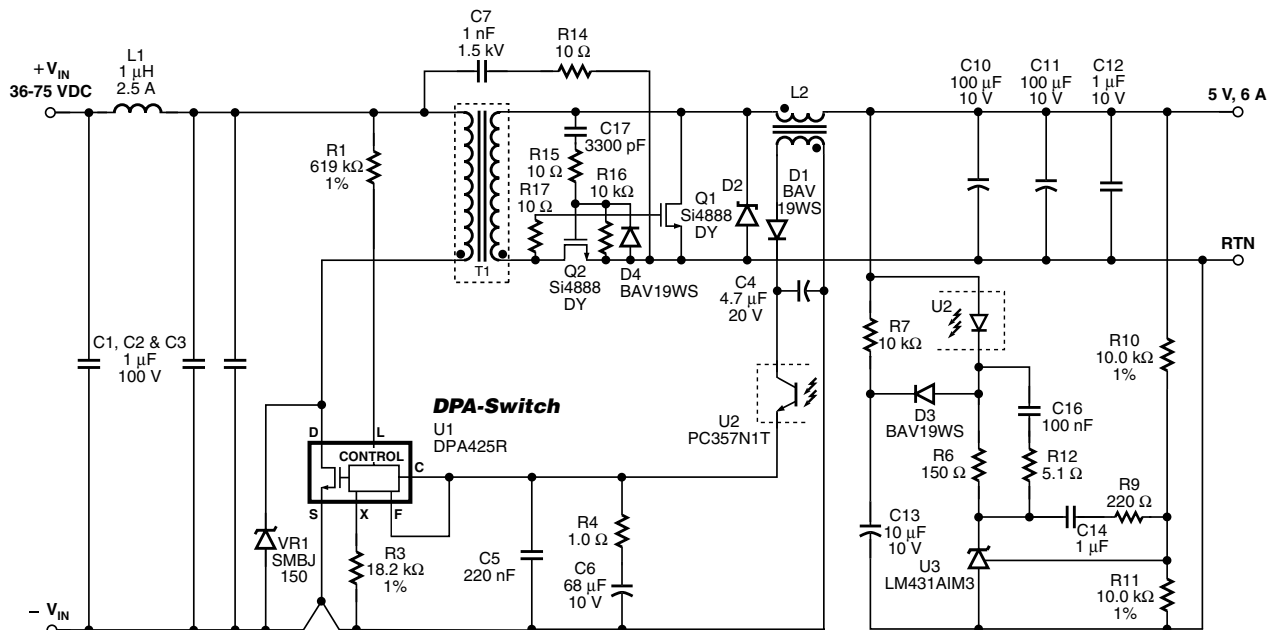 C7
1 nF
1.5 kV
R14
10 Ω
L1
1 μH
2.5 A
+ VIN
36-75 VDC
R1
619 kΩ
1%
C17
3300 pF
R15
10 Ω
R16
10 kΩ
R17
10 Ω
Q1
Si4888
DY
Q2
Si4888
DY
D4
BAV19WS
T1
D2
L2
D1
BAV
19WS
C4
4.7 μF
20 V
C10
100 μF
10 V
C11
100 μF
10 V
C12
1 μF
10 V
5 V, 6 A
RTN
C1, C2 & C3
1 μF
100 V
R7
10 kΩ
U2
R10
10.0 kΩ
1%
DPA-Switch
U1
DPA425R
D
L
CONTROL
C
S
X
F
U2
PC357N1T
D3
BAV19WS
C16
100 nF
R6
150 Ω
R12
5.1 Ω
R9
220 Ω
C14
1 μF
C13
10 μF
10 V
U3
LM431AIM3
R11
10.0 kΩ
1%
VR1
SMBJ
150
R3
18.2 kΩ
1%
C5
220 nF
R4
1.0 Ω
C6
68 μF
10 V
− VIN